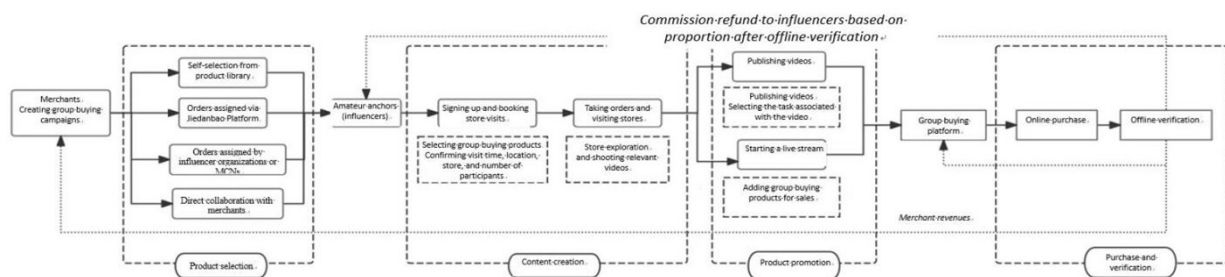 Commission refund to influencers based on
proportion after offline verification
Merchants
Creating group buying
campaigns
Self-selection from
product library
Orders assigned via
Jiedanbao Platform
Orders assigned by
influencer organizations or
MCNs
Direct collaboration with
merchants
Product selection
Amateur anchors
(influencers)
Signing up and booking
store visits
Selecting group buying products
Confirming visit time, location,
store, and number of
participants
Taking orders and
visiting stores
Store exploration
and shooting relevant
videos
Content creation
Publishing videos
Publishing videos
Selecting the task associated
with the video
Starting a live stream
Adding group buying
products for sales
Product promotion
Group buying
platform
Online purchase
Offline verification
Merchant revenues
Purchase and
verification